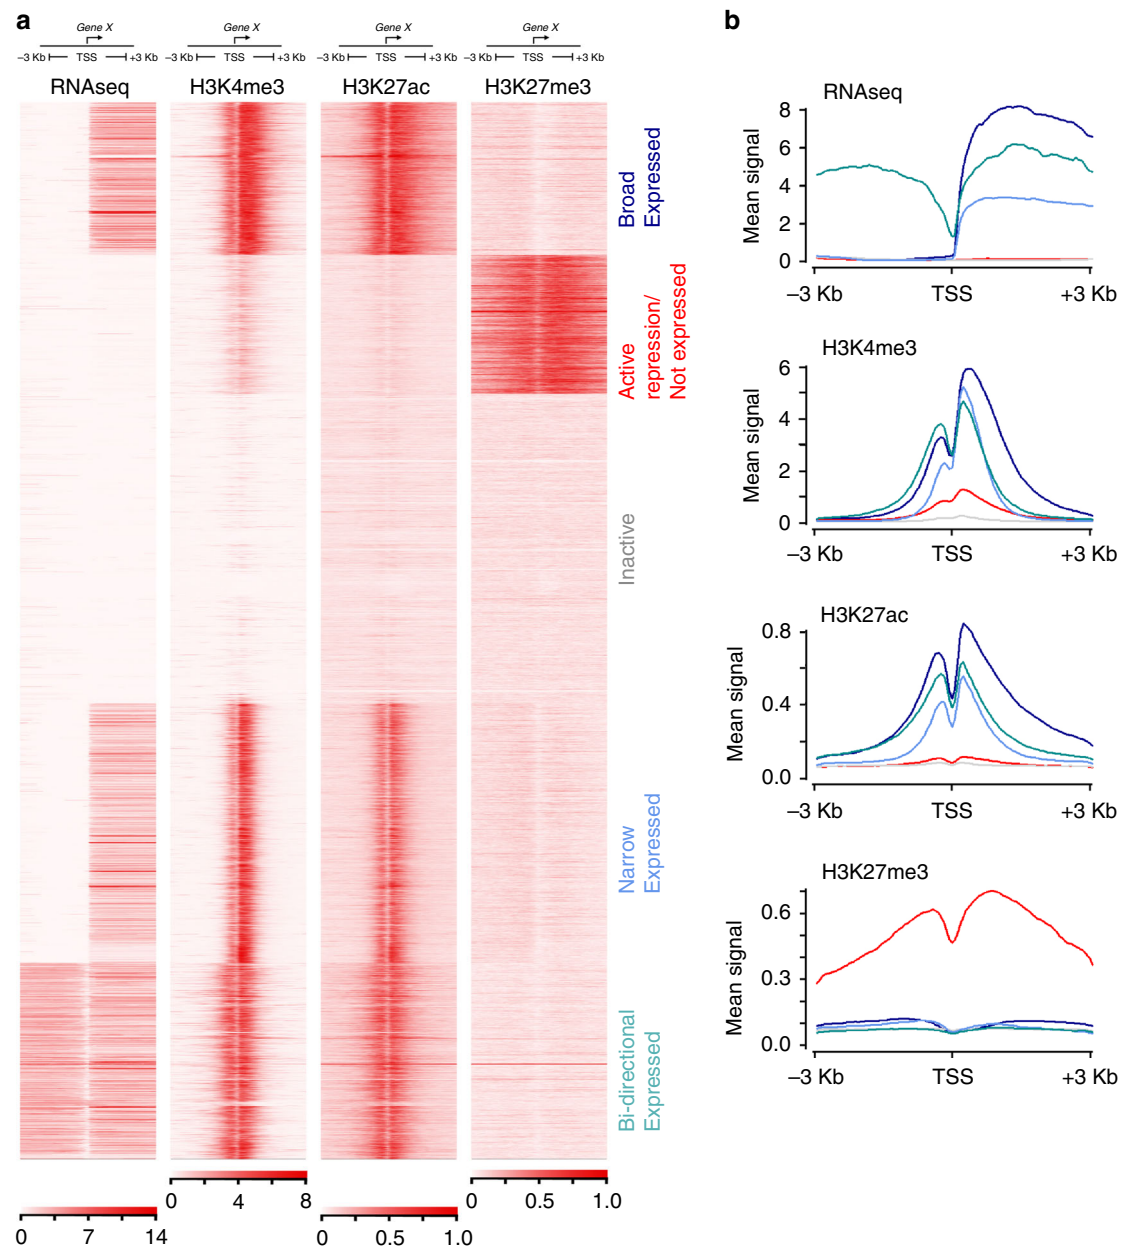 a
Gene X
Gene X
Gene X
Gene X
–3 Kb TSS +3 Kb
–3 Kb TSS +3 Kb
–3 Kb TSS +3 Kb
–3 Kb TSS +3 Kb
RNAseq
H3K4me3
H3K27ac
H3K27me3
Broad
Expressed
Active
repression/
Not expressed
Inactive
Narrow
Expressed
Bi-directional
Expressed
0 7 14
0 4 8
0 0.5 1.0
0 0.5 1.0
b
RNAseq
Mean signal
8
6
4
2
0
–3 Kb TSS +3 Kb
H3K4me3
Mean signal
6
4
2
0
–3 Kb TSS +3 Kb
H3K27ac
Mean signal
0.8
0.4
0.0
–3 Kb TSS +3 Kb
H3K27me3
Mean signal
0.6
0.3
0.0
–3 Kb TSS +3 Kb